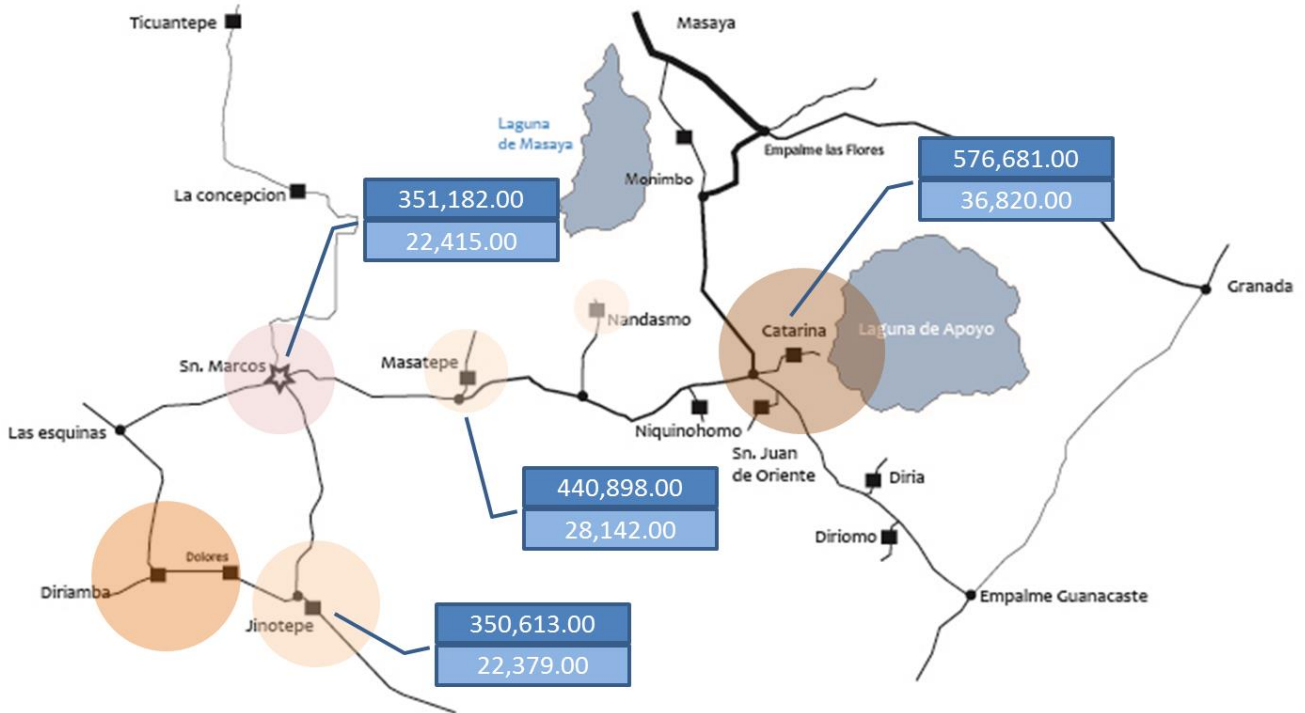 Ticuantepe
Masaya
Laguna
de Masaya
Empalme las Flores
576,681.00
36,820.00
Monimbo
La concepcion
351,182.00
22,415.00
Granada
Nandasmo
Catarina
Laguna de Apoyo
Sn. Marcos
Masatepe
Las esquinas
Niquinohomo
Sn. Juan
de Oriente
Diria
440,898.00
28,142.00
Diriomo
Dolores
Diriamba
Empalme Guanacaste
Jinotepe
350,613.00
22,379.00